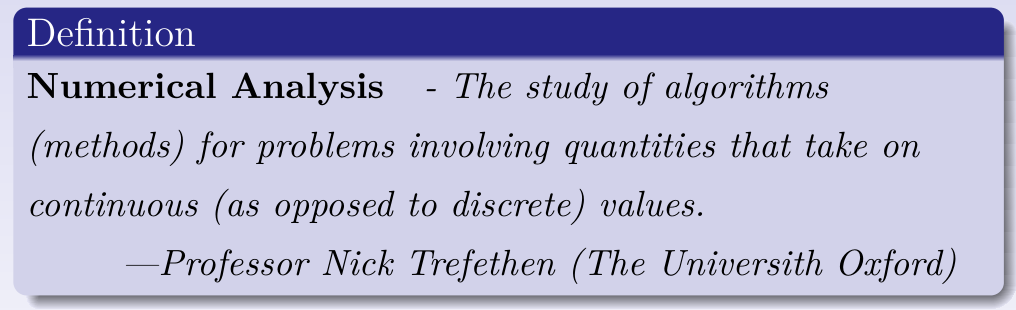 Definition
Numerical Analysis - The study of algorithms
(methods) for problems involving quantities that take on
continuous (as opposed to discrete) values.
—Professor Nick Trefethen (The Universith Oxford)